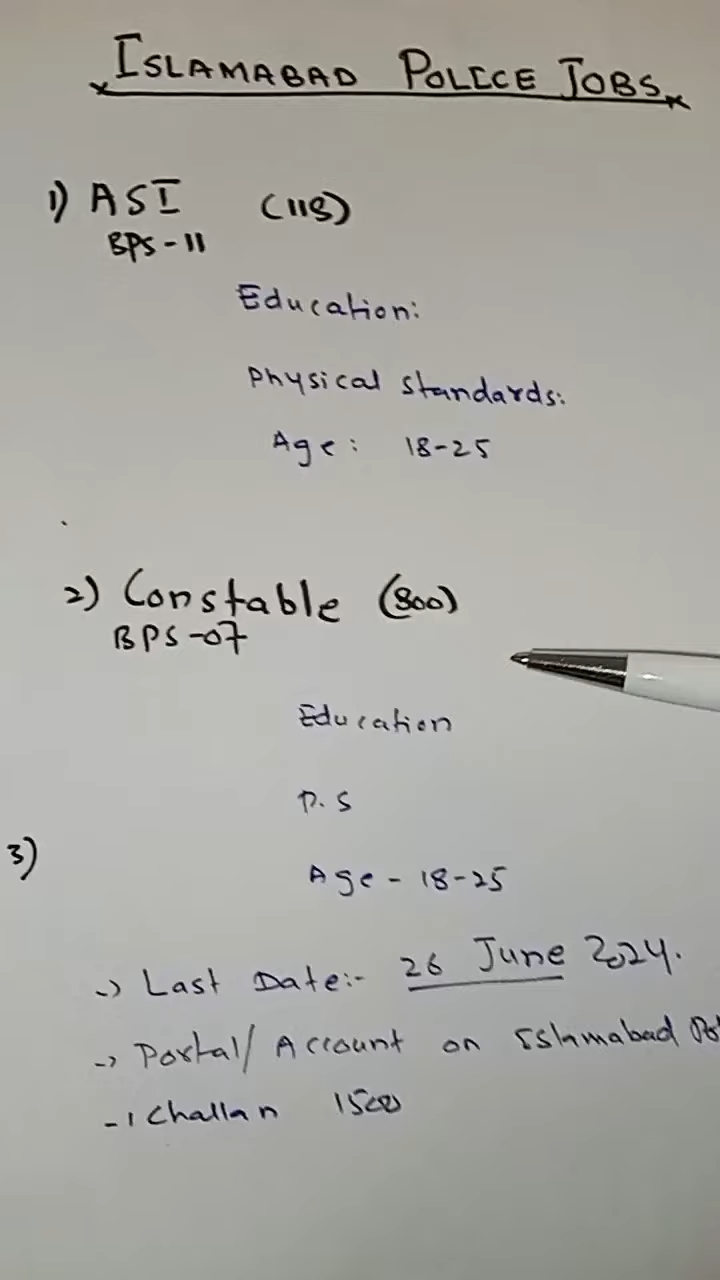 ISLAMABAD POLICE JOBS
1) ASI (118)
BPS-11
Education:
Physical Standards:
Age: 18-25
2) Constable (800)
BPS-07
Education
P.S
3)
Age - 18-25
-> Last Date:- 26 June 2024.
-> Portal/ Account on Islamabad
-> Challan 1500